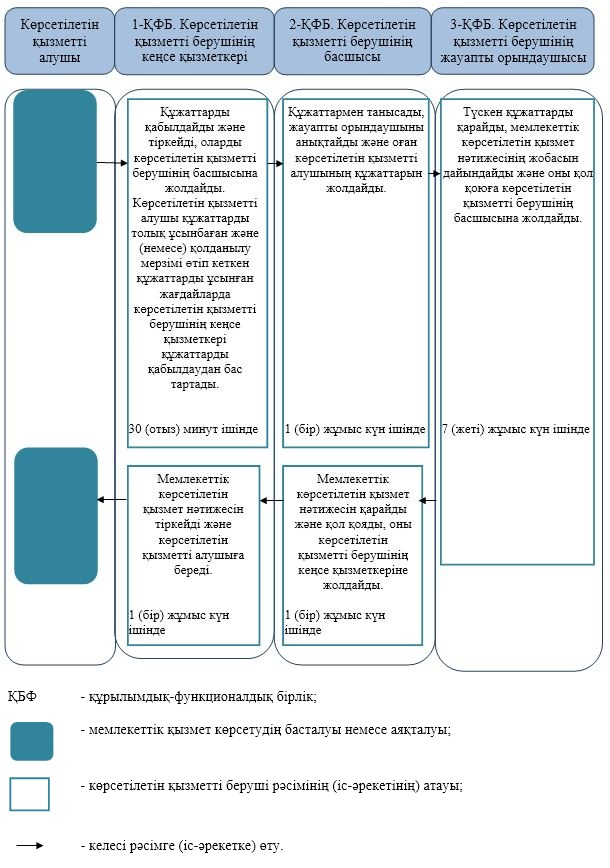 Көрсетілетін
қызметті
алушы
1-ҚФБ. Көрсетілетін
қызметті берушінің
кеңсе қызметкері
2-ҚФБ. Көрсетілетін
қызметті берушінің
басшысы
3-ҚФБ. Көрсетілетін
қызметті берушінің
жауапты орындаушысы
Құжаттарды
қабылдайды және
тіркейді, оларды
көрсетілетін қызметті
берушінің басшысына
жолдайды.
Көрсетілетін қызметті
алушы құжаттарды
толық ұсынбаған және
(немесе) қолданылу
мерзімі өтіп кеткен
құжаттарды ұсынған
жағдайларда
көрсетілетін қызметті
берушінің кеңсе
қызметкері
құжаттарды
қабылдаудан бас
тартады.
30 (отыз) минут ішінде
Құжаттармен танысады,
жауапты орындаушыны
анықтайды және оған
көрсетілетін қызметті
алушының құжаттарын
жолдайды.
1 (бір) жұмыс күн ішінде
Түскен құжаттарды
қарайды, мемлекеттік
көрсетілетін қызмет
нәтижесінің жобасын
дайындайды және оны қол
қоюға көрсетілетін
қызметті берушінің
басшысына жолдайды.
7 (жеті) жұмыс күн ішінде
Мемлекеттік
көрсетілетін
қызмет нәтижесін
тіркейді және
көрсетілетін
қызметті алушыға
береді.
1 (бір) жұмыс күн
ішінде
Мемлекеттік
көрсетілетін қызмет
нәтижесін қарайды
және қол қояды, оны
көрсетілетін
қызметті берушінің
кеңсе қызметкеріне
жолдайды.
1 (бір) жұмыс күн
ішінде
ҚБФ - құрылымдық-функционалдық бірлік;
- мемлекеттік қызмет көрсетудің басталуы немесе аяқталуы;
- көрсетілетін қызметті беруші рәсімінің (іс-әрекетінің) атауы;
- келесі рәсімге (іс-әрекетке) өту.